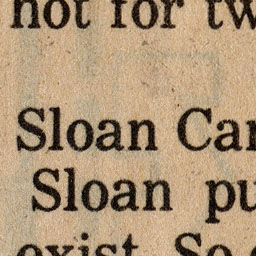 not for tw
Sloan Car
Sloan pu
exist. So